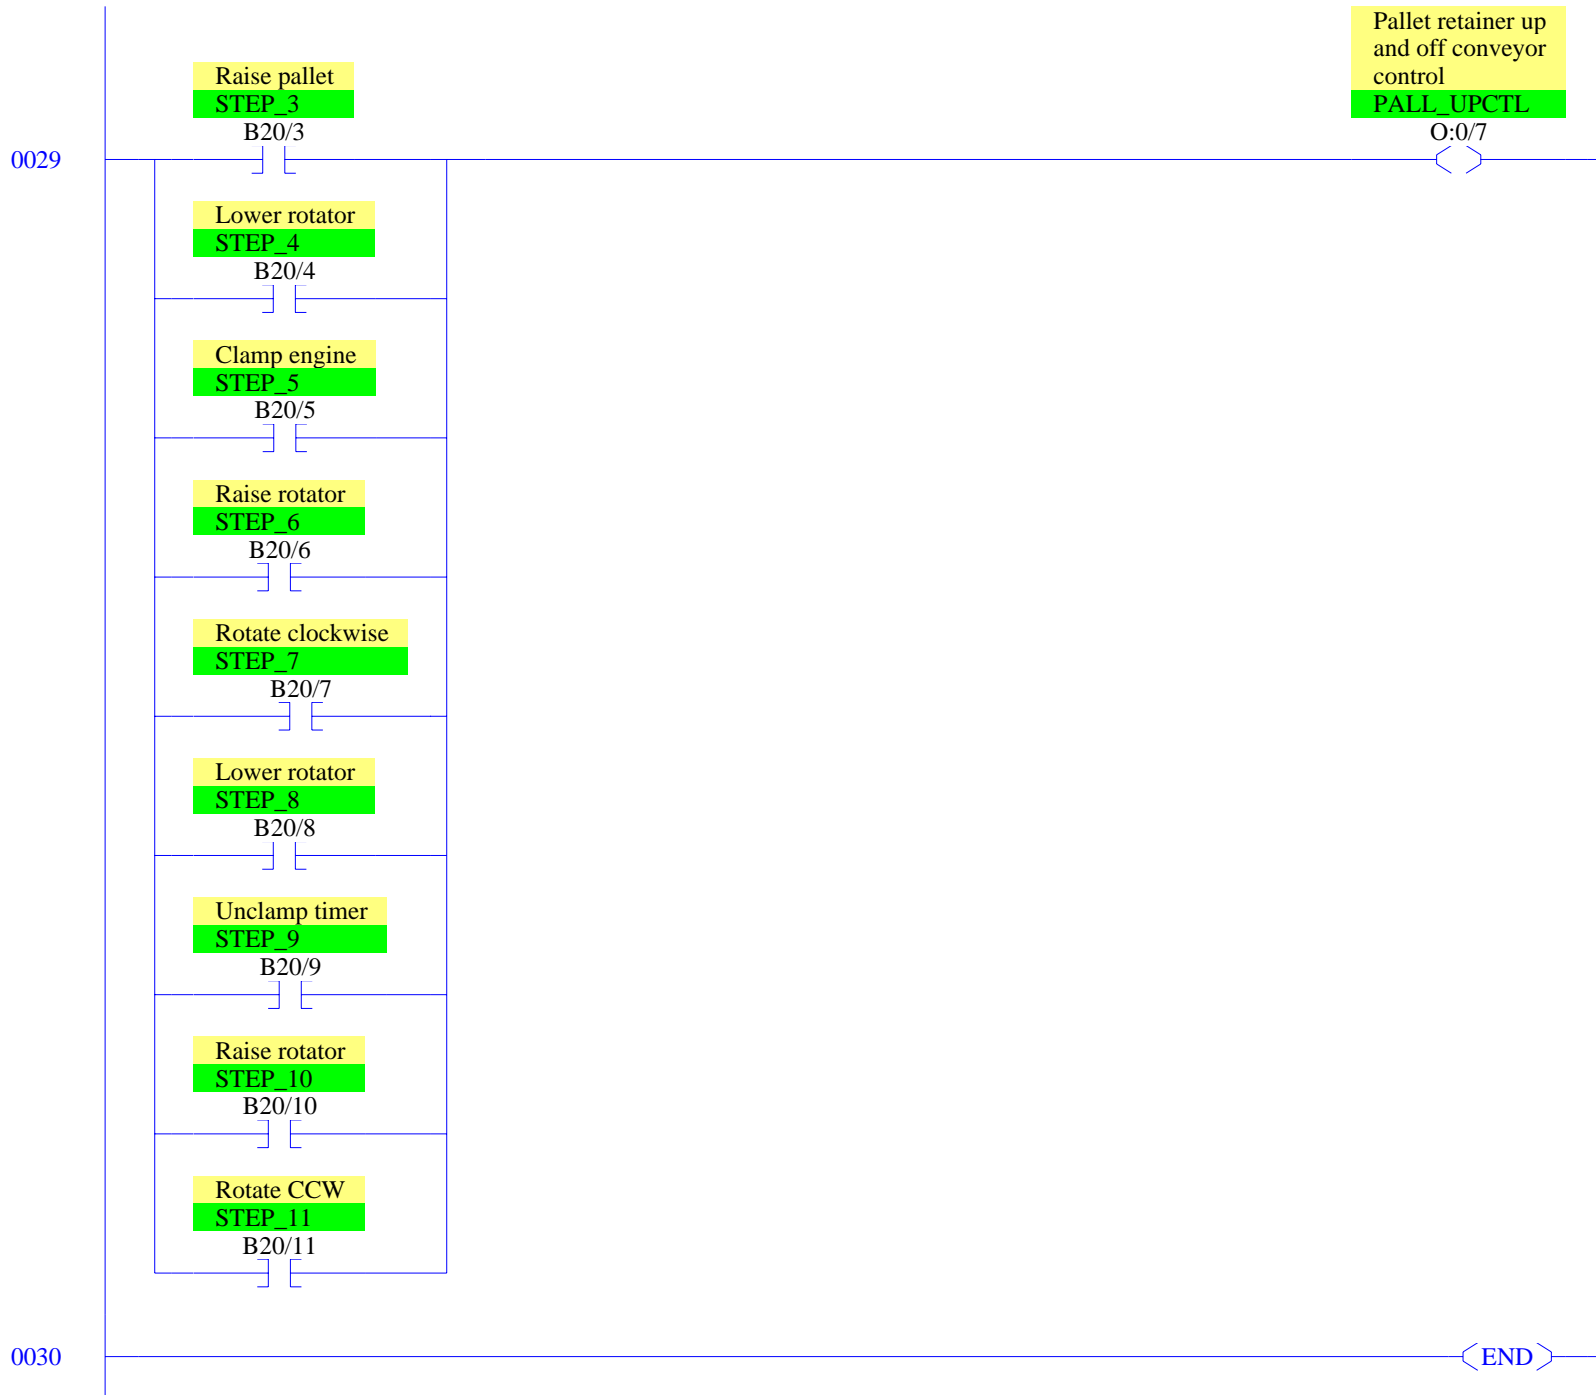 Pallet retainer up
and off conveyor
control
PALL_UPCTL
O:0/7
Raise pallet
STEP_3
B20/3
0029
Lower rotator
STEP_4
B20/4
Clamp engine
STEP_5
B20/5
Raise rotator
STEP_6
B20/6
Rotate clockwise
STEP_7
B20/7
Lower rotator
STEP_8
B20/8
Unclamp timer
STEP_9
B20/9
Raise rotator
STEP_10
B20/10
Rotate CCW
STEP_11
B20/11
0030
END